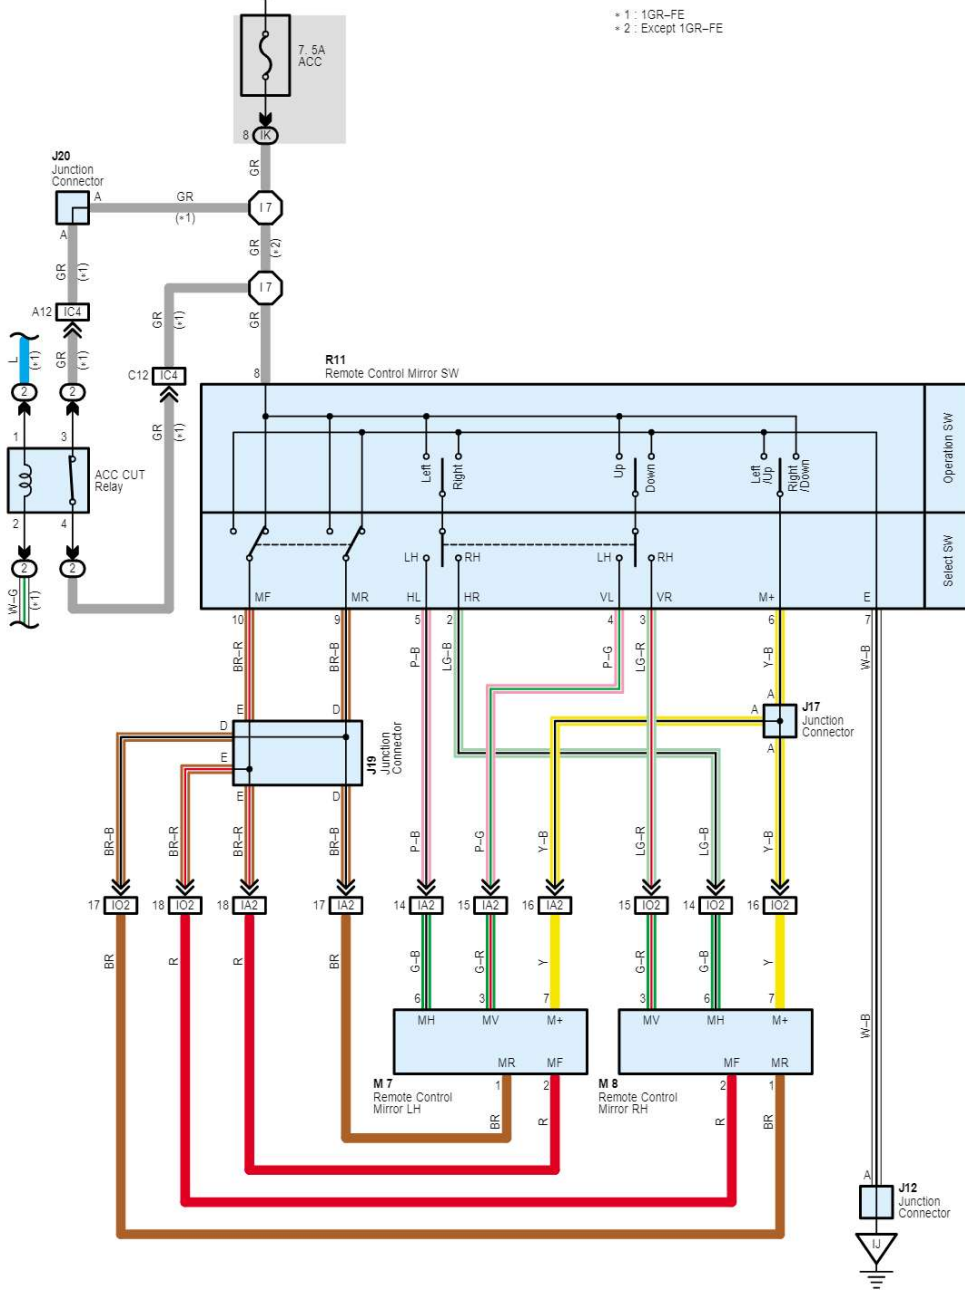 * 1 : 1GR–FE
* 2 : Except 1GR–FE
7. 5A
ACC
8 IK
GR
J20
Junction
Connector
A
GR
(*1)
I 7
A
GR
(*1)
GR
(*2)
I 7
A12 IC4
GR
(*1)
GR
L
(*1)
GR
(*1)
R11
Remote Control Mirror SW
8
C12 IC4
2
2
GR
(*1)
1
3
ACC CUT
Relay
2
4
2
2
W–G
(*1)
Left
Right
Up
Down
Left
/Up
Right
/Down
Operation SW
LH
RH
LH
RH
Select SW
MF
MR
HL
HR
VL
VR
M+
E
10
9
5
2
4
3
6
7
BR–R
BR–B
P–B
LG–B
P–G
LG–R
Y–B
W–B
E
D
D
A
A
J17
Junction
Connector
A
E
J19
Junction
Connector
E
D
BR–B
BR–R
BR–R
BR–B
P–B
P–G
Y–B
LG–R
LG–B
Y–B
17 IO2
18 IO2
18 IA2
17 IA2
14 IA2
15 IA2
16 IA2
15 IO2
14 IO2
16 IO2
BR
R
R
BR
G–B
G–R
Y
G–R
G–B
Y
6
3
7
3
6
7
MH
MV
M+
MV
MH
M+
W–B
MR
MF
MF
MR
M 7
Remote Control
Mirror LH
1
2
M 8
Remote Control
Mirror RH
2
1
BR
R
R
BR
A
J12
Junction
Connector
IJ